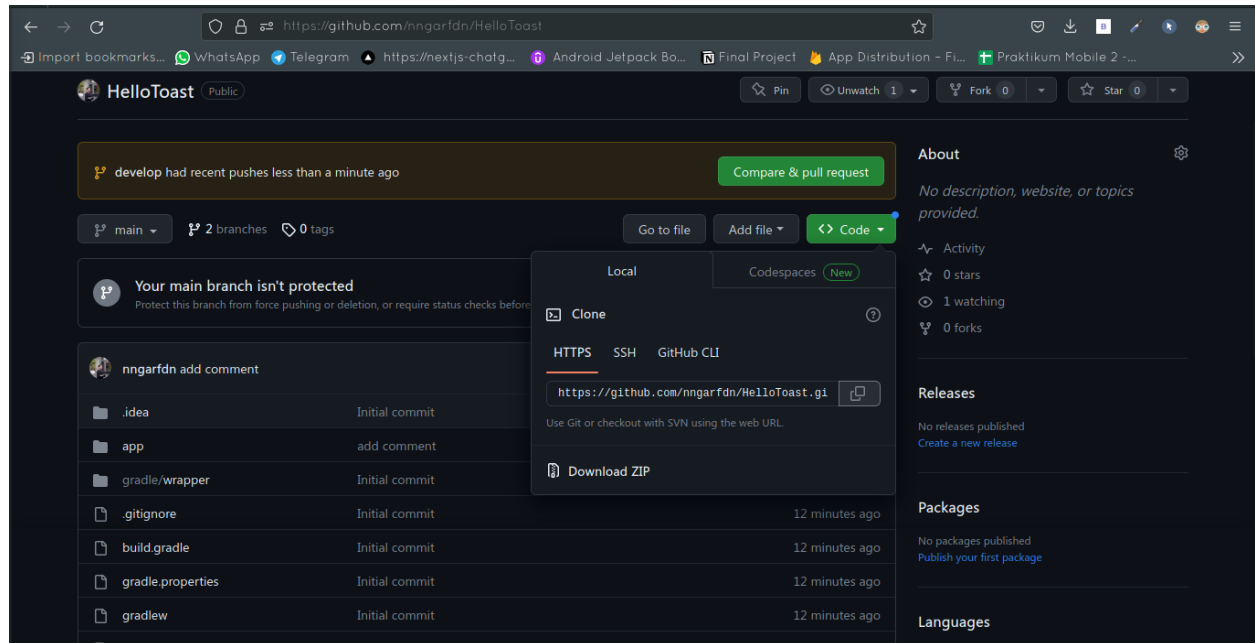 https://github.com/nngarfdn/HelloToast
Import bookmarks... WhatsApp Telegram https://nextjs-chatg... Android Jetpack Bo... Final Project App Distribution - Fi... Praktikum Mobile 2 -...
HelloToast Public Pin Unwatch 1 Fork 0 Star 0
develop had recent pushes less than a minute ago Compare & pull request
main 2 branches 0 tags Go to file Add file <> Code
Local Codespaces New
Your main branch isn't protected
Protect this branch from force pushing or deletion, or require status checks before
Clone
HTTPS SSH GitHub CLI
https://github.com/nngarfdn/HelloToast.gi
Use Git or checkout with SVN using the web URL.
Download ZIP
nngarfdn add comment
.idea Initial commit
app add comment
gradle/wrapper Initial commit
.gitignore Initial commit 12 minutes ago
build.gradle Initial commit 12 minutes ago
gradle.properties Initial commit 12 minutes ago
gradlew Initial commit 12 minutes ago
About
No description, website, or topics
provided.
Activity
0 stars
1 watching
0 forks
Releases
No releases published
Create a new release
Packages
No packages published
Publish your first package
Languages